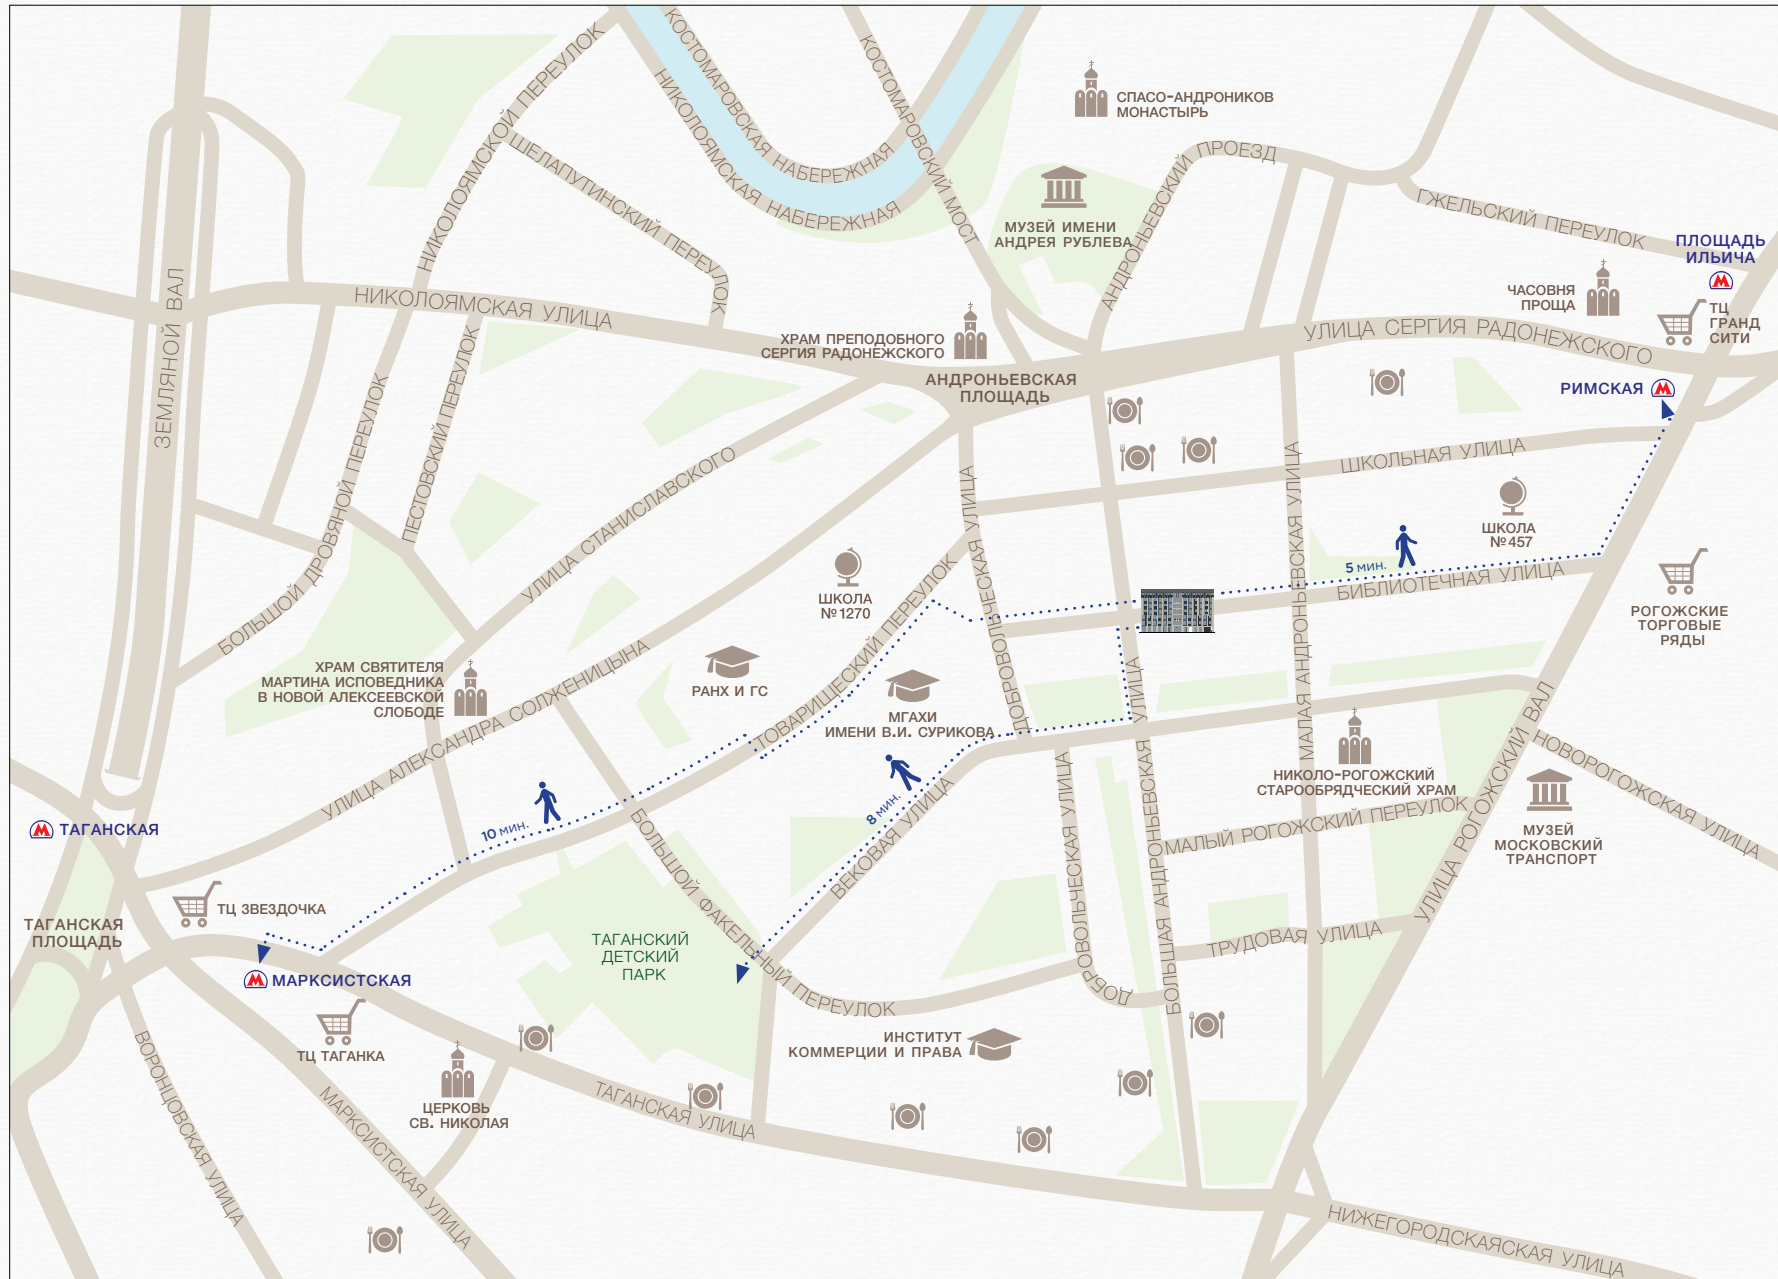 НИКОЛОЯМСКОЙ ПЕРЕУЛОК
КОСТОМАРОВСКАЯ НАБЕРЕЖНАЯ
НИКОЛОЯМСКАЯ НАБЕРЕЖНАЯ
КОСТОМАРОВСКИЙ МОСТ
СПАСО-АНДРОНИКОВ
МОНАСТЫРЬ
АНДРОНЬЕВСКИЙ ПРОЕЗД
ШЕЛАПУТИНСКИЙ ПЕРЕУЛОК
МУЗЕЙ ИМЕНИ
АНДРЕЯ РУБЛЕВА
ГЖЕЛЬСКИЙ ПЕРЕУЛОК
ПЛОЩАДЬ
ИЛЬИЧА
М
ЧАСОВНЯ
ПРОЩА
ТЦ
ГРАНД
СИТИ
ЗЕМЛЯНОЙ ВАЛ
НИКОЛОЯМСКАЯ УЛИЦА
УЛИЦА СЕРГИЯ РАДОНЕЖСКОГО
ХРАМ ПРЕПОДОБНОГО
СЕРГИЯ РАДОНЕЖСКОГО
АНДРОНЬЕВСКАЯ
ПЛОЩАДЬ
РИМСКАЯ М
БОЛЬШОЙ ДРОВЯНОЙ ПЕРЕУЛОК
ПЕСТОВСКИЙ ПЕРЕУЛОК
УЛИЦА СТАНИСЛАВСКОГО
ШКОЛЬНАЯ УЛИЦА
ШКОЛА
№457
ДОБРОВОЛЬЧЕСКАЯ УЛИЦА
МАЛАЯ АНДРОНЬЕВСКАЯ УЛИЦА
5 мин.
БИБЛИОТЕЧНАЯ УЛИЦА
ШКОЛА
№1270
РОГОЖСКИЕ
ТОРГОВЫЕ
РЯДЫ
ТОВАРИЩЕСКИЙ ПЕРЕУЛОК
ХРАМ СВЯТИТЕЛЯ
МАРТИНА ИСПОВЕДНИКА
В НОВОЙ АЛЕКСЕЕВСКОЙ
СЛОБОДЕ
РАНХ И ГС
МГАХИ
ИМЕНИ В.И. СУРИКОВА
УЛИЦА АЛЕКСАНДРА СОЛЖЕНИЦЫНА
БОЛЬШАЯ АНДРОНЬЕВСКАЯ УЛИЦА
УЛИЦА РОГОЖСКИЙ ВАЛ
НОВОРОГОЖСКАЯ УЛИЦА
НИКОЛО-РОГОЖСКИЙ
СТАРООБРЯДЧЕСКИЙ ХРАМ
МАЛЫЙ РОГОЖСКИЙ ПЕРЕУЛОК
МУЗЕЙ
МОСКОВСКИЙ
ТРАНСПОРТ
М ТАГАНСКАЯ
10 мин.
8 мин.
ВЕКОВАЯ УЛИЦА
ДОБРОВОЛЬЧЕСКАЯ УЛИЦА
БОЛЬШОЙ ФАКЕЛЬНЫЙ ПЕРЕУЛОК
ТЦ ЗВЕЗДОЧКА
ТАГАНСКАЯ
ПЛОЩАДЬ
ТАГАНСКИЙ
ДЕТСКИЙ
ПАРК
ТРУДОВАЯ УЛИЦА
М МАРКСИСТСКАЯ
ТЦ ТАГАНКА
ИНСТИТУТ
КОММЕРЦИИ И ПРАВА
ДОБРОВОЛЬЧЕСКИЙ
ВОРОНЦОВСКАЯ УЛИЦА
МАРКСИСТСКАЯ УЛИЦА
ЦЕРКОВЬ
СВ. НИКОЛАЯ
ТАГАНСКАЯ УЛИЦА
НИЖЕГОРОДСКАЯСКАЯ УЛИЦА